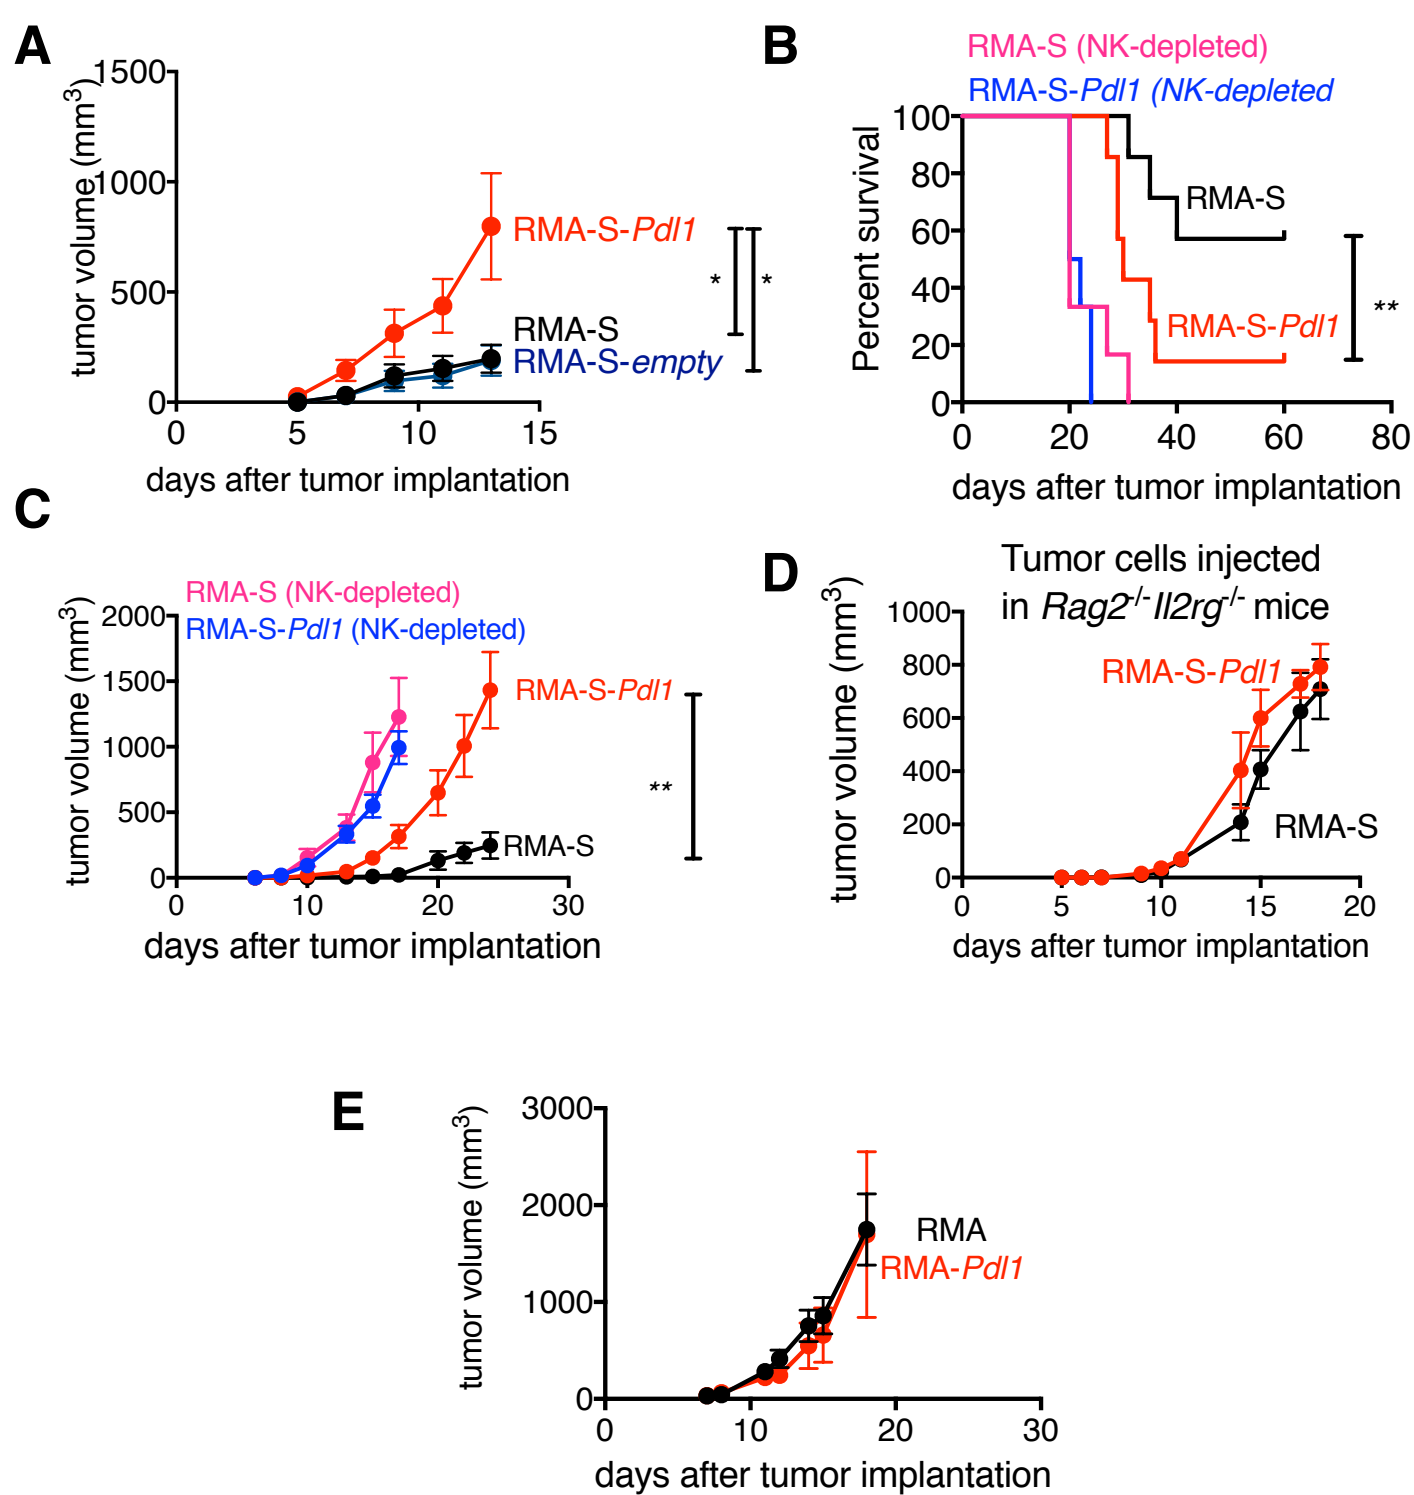 A
tumor volume (mm3)
1500
1000
500
0
0 5 10 15
days after tumor implantation
RMA-S-Pdl1
RMA-S
RMA-S-empty
* *
B
RMA-S (NK-depleted)
RMA-S-Pdl1 (NK-depleted
Percent survival
100
80
60
40
20
0
0 20 40 60 80
days after tumor implantation
RMA-S
RMA-S-Pdl1
**
C
RMA-S (NK-depleted)
RMA-S-Pdl1 (NK-depleted)
tumor volume (mm3)
2000
1500
1000
500
0
0 10 20 30
days after tumor implantation
RMA-S-Pdl1
RMA-S
**
D
Tumor cells injected
in Rag2-/-Il2rg-/- mice
tumor volume (mm3)
1000
800
600
400
200
0
0 5 10 15 20
days after tumor implantation
RMA-S-Pdl1
RMA-S
E
tumor volume (mm3)
3000
2000
1000
0
0 10 20 30
days after tumor implantation
RMA
RMA-Pdl1